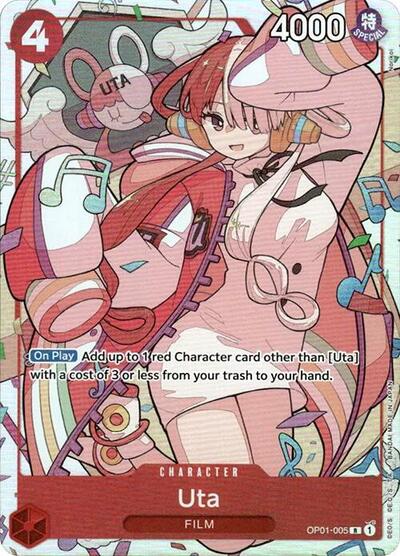 4
4000
特
SPECIAL
UTA
On Play Add up to 1 red Character card other than [Uta]
with a cost of 3 or less from your trash to your hand.
CHARACTER
Uta
FILM
OP01-005 R 1